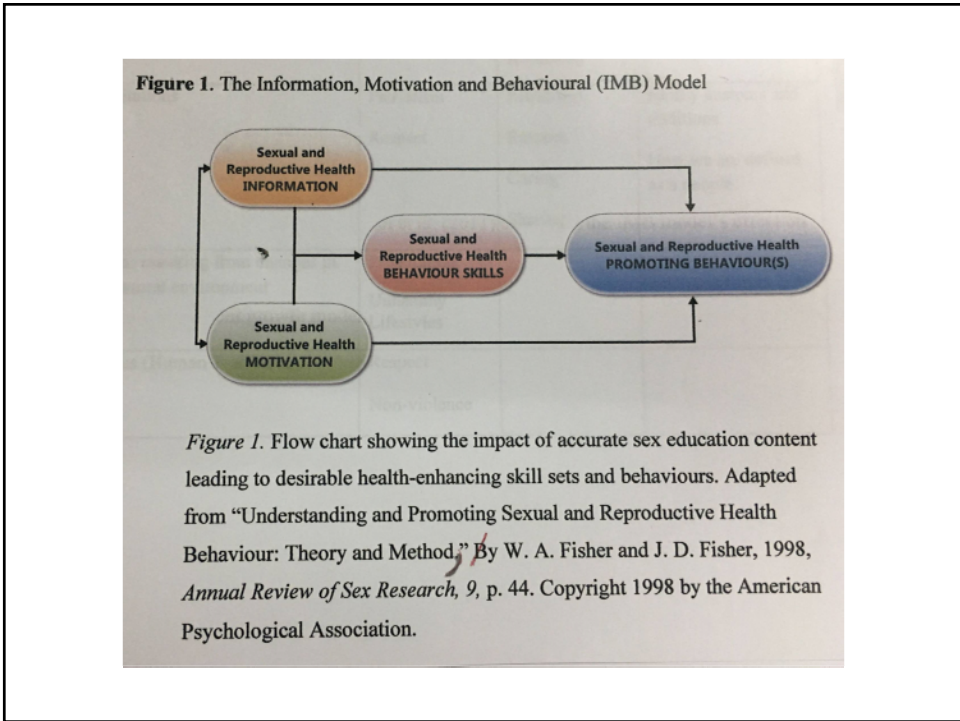 Figure 1. The Information, Motivation and Behavioural (IMB) Model
Sexual and
Reproductive Health
INFORMATION
Sexual and
Reproductive Health
BEHAVIOUR SKILLS
Sexual and Reproductive Health
PROMOTING BEHAVIOUR(S)
Sexual and
Reproductive Health
MOTIVATION
Figure 1. Flow chart showing the impact of accurate sex education content
leading to desirable health-enhancing skill sets and behaviours. Adapted
from “Understanding and Promoting Sexual and Reproductive Health
Behaviour: Theory and Method,” By W. A. Fisher and J. D. Fisher, 1998,
Annual Review of Sex Research, 9, p. 44. Copyright 1998 by the American
Psychological Association.